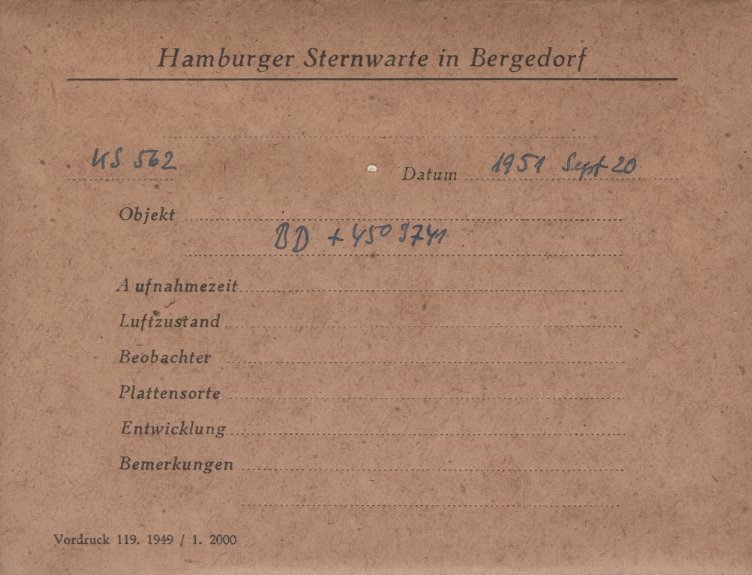 Hamburger Sternwarte in Bergedorf
KS 562 Datum 1951 Sept 20
Objekt
BD +45° 3741
Aufnahmezeit
Luftzustand
Beobachter
Plattensorte
Entwicklung
Bemerkungen
Vordruck 119. 1949 / 1. 2000